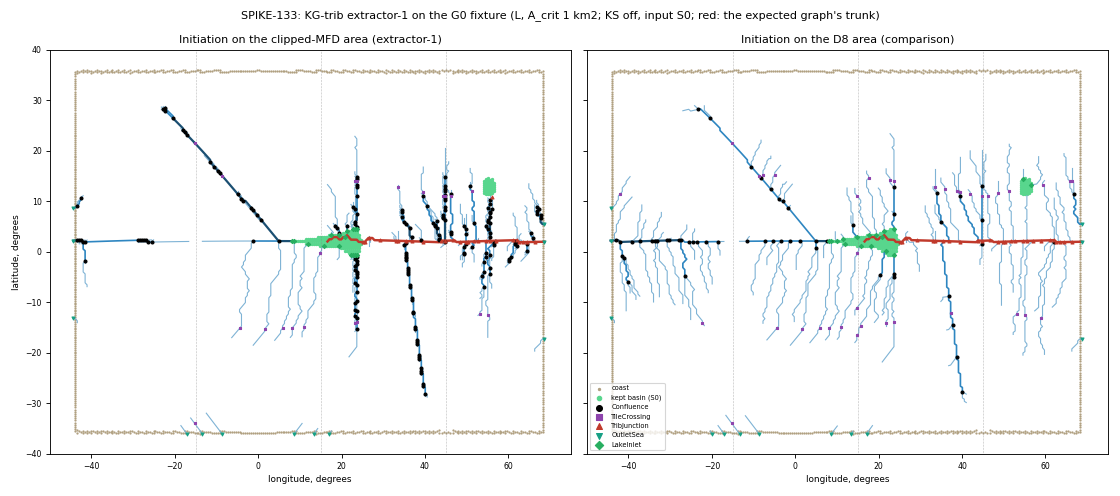 SPIKE-133: KG-trib extractor-1 on the G0 fixture (L, A_crit 1 km2; KS off, input S0; red: the expected graph's trunk)
Initiation on the clipped-MFD area (extractor-1)
Initiation on the D8 area (comparison)
40
30
20
10
0
−10
−20
−30
−40
latitude, degrees
−40
−20
0
20
40
60
longitude, degrees
coast
kept basin (S0)
Confluence
TileCrossing
TribJunction
OutletSea
LakeInlet
−40
−20
0
20
40
60
longitude, degrees